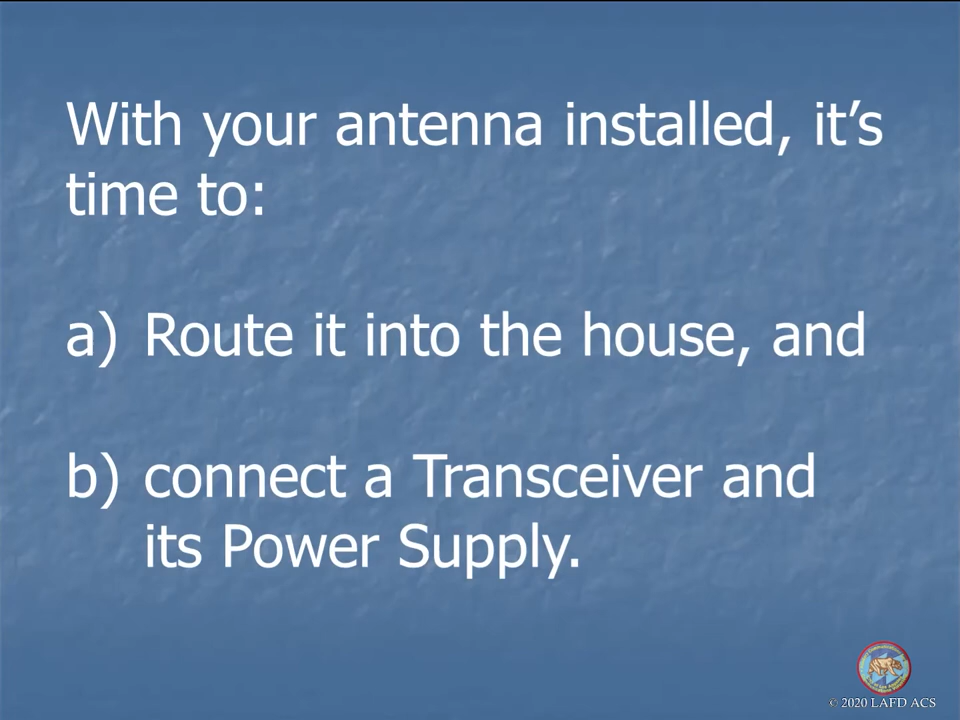 With your antenna installed, it’s
time to:
a) Route it into the house, and
b) connect a Transceiver and
its Power Supply.
© 2020 LAFD ACS